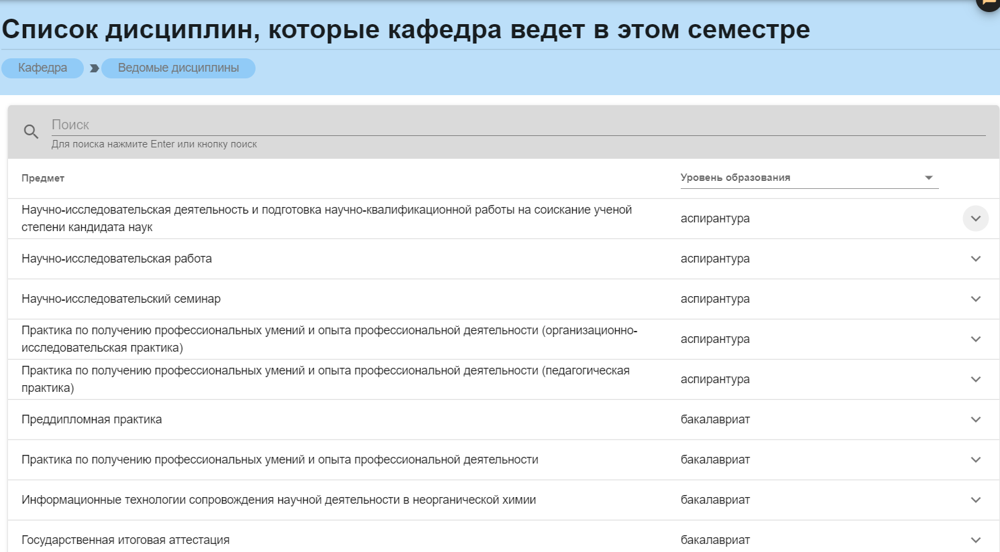 Список дисциплин, которые кафедра ведет в этом семестре
Кафедра
Ведомые дисциплины
Поиск
Для поиска нажмите Enter или кнопку поиск
Предмет
Уровень образования
Научно-исследовательская деятельность и подготовка научно-квалификационной работы на соискание ученой
степени кандидата наук
аспирантура
Научно-исследовательская работа
аспирантура
Научно-исследовательский семинар
аспирантура
Практика по получению профессиональных умений и опыта профессиональной деятельности (организационно-
исследовательская практика)
аспирантура
Практика по получению профессиональных умений и опыта профессиональной деятельности (педагогическая
практика)
аспирантура
Преддипломная практика
бакалавриат
Практика по получению профессиональных умений и опыта профессиональной деятельности
бакалавриат
Информационные технологии сопровождения научной деятельности в неорганической химии
бакалавриат
Государственная итоговая аттестация
бакалавриат